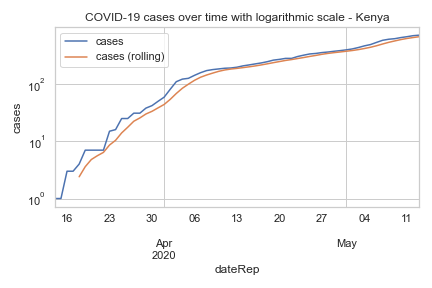 COVID-19 cases over time with logarithmic scale - Kenya
cases
cases (rolling)
10²
10¹
10⁰
cases
16 23 30 06 13 20 27 04 11
Apr May
2020
dateRep